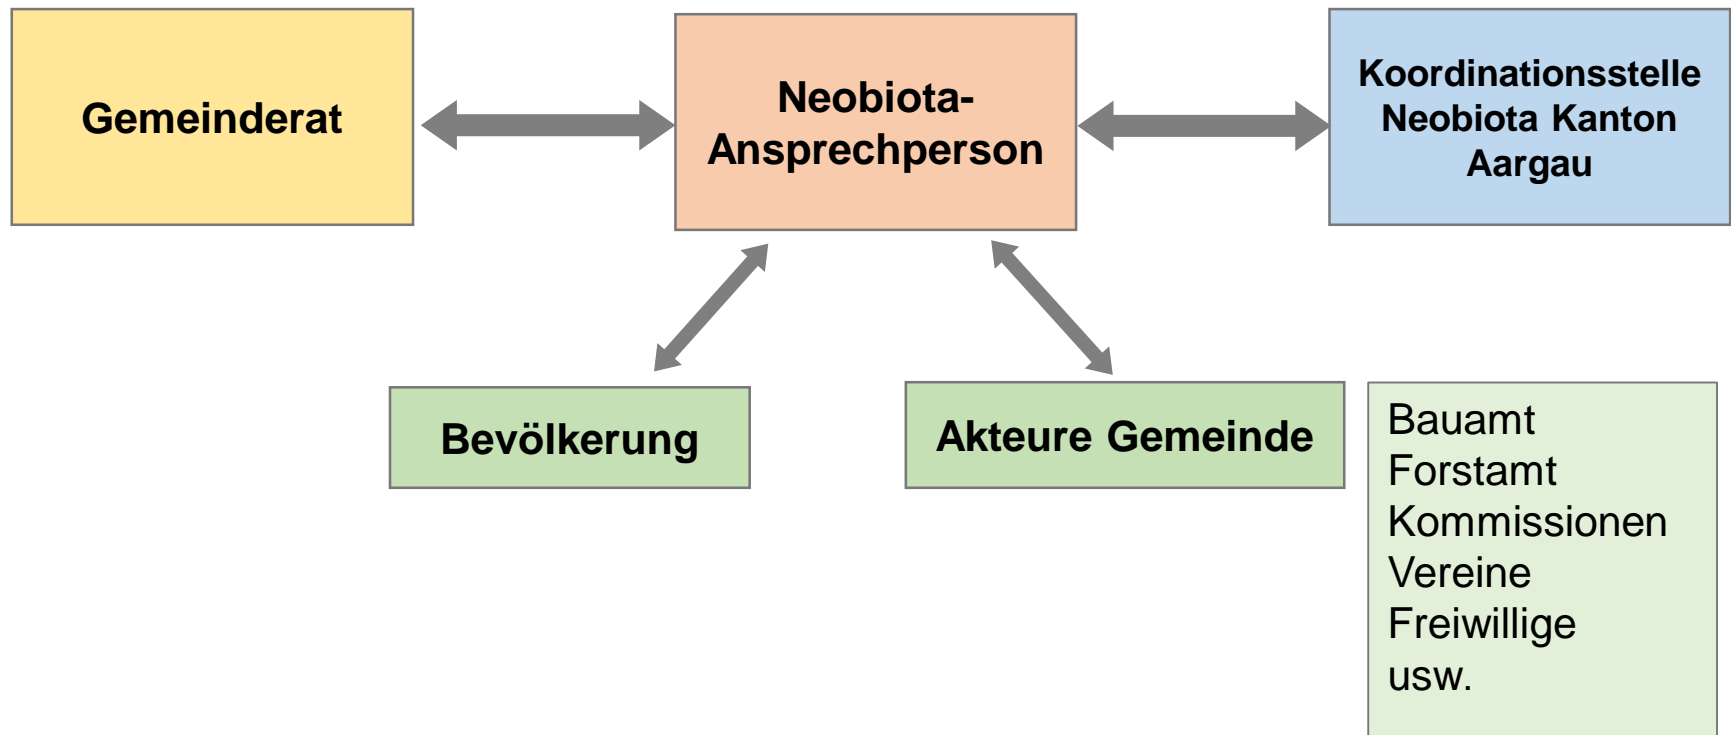 Gemeinderat
Neobiota-
Ansprechperson
Koordinationsstelle
Neobiota Kanton
Aargau
Bevölkerung
Akteure Gemeinde
Bauamt
Forstamt
Kommissionen
Vereine
Freiwillige
usw.